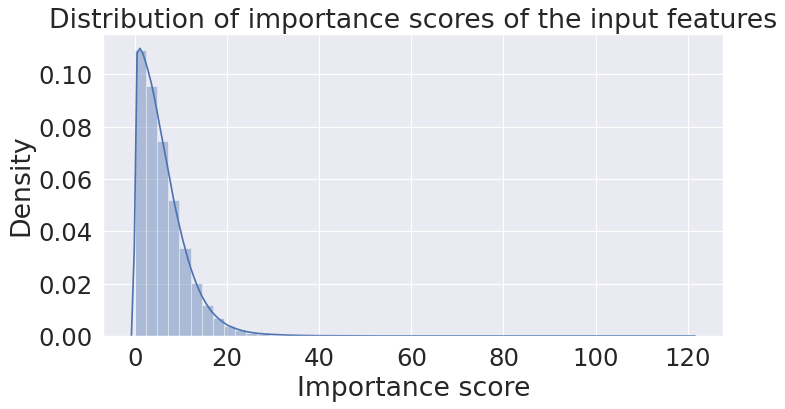 Distribution of importance scores of the input features
0.10
0.08
0.06
0.04
0.02
0.00
Density
0 20 40 60 80 100 120
Importance score